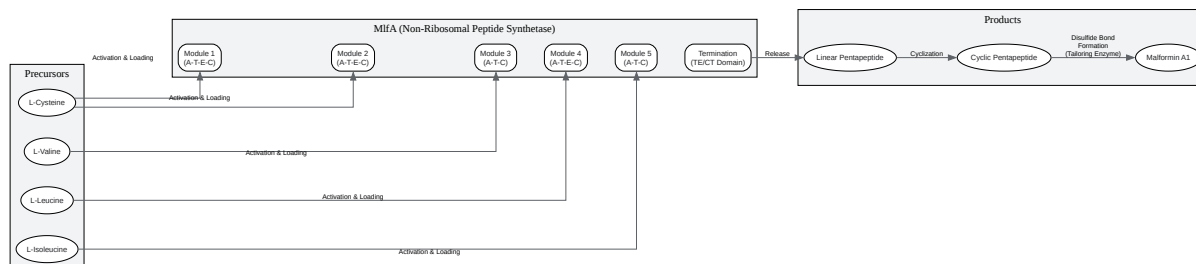 Products
MlfA (Non-Ribosomal Peptide Synthetase)
Disulfide Bond
Formation
(Tailoring Enzyme)
Module 1
(A-T-E-C)
Module 2
(A-T-E-C)
Module 3
(A-T-C)
Module 4
(A-T-E-C)
Module 5
(A-T-C)
Termination
(TE/CT Domain)
Release
Linear Pentapeptide
Cyclization
Cyclic Pentapeptide
Malformin A1
Activation & Loading
Precursors
L-Cysteine
Activation & Loading
L-Valine
Activation & Loading
L-Leucine
Activation & Loading
L-Isoleucine
Activation & Loading